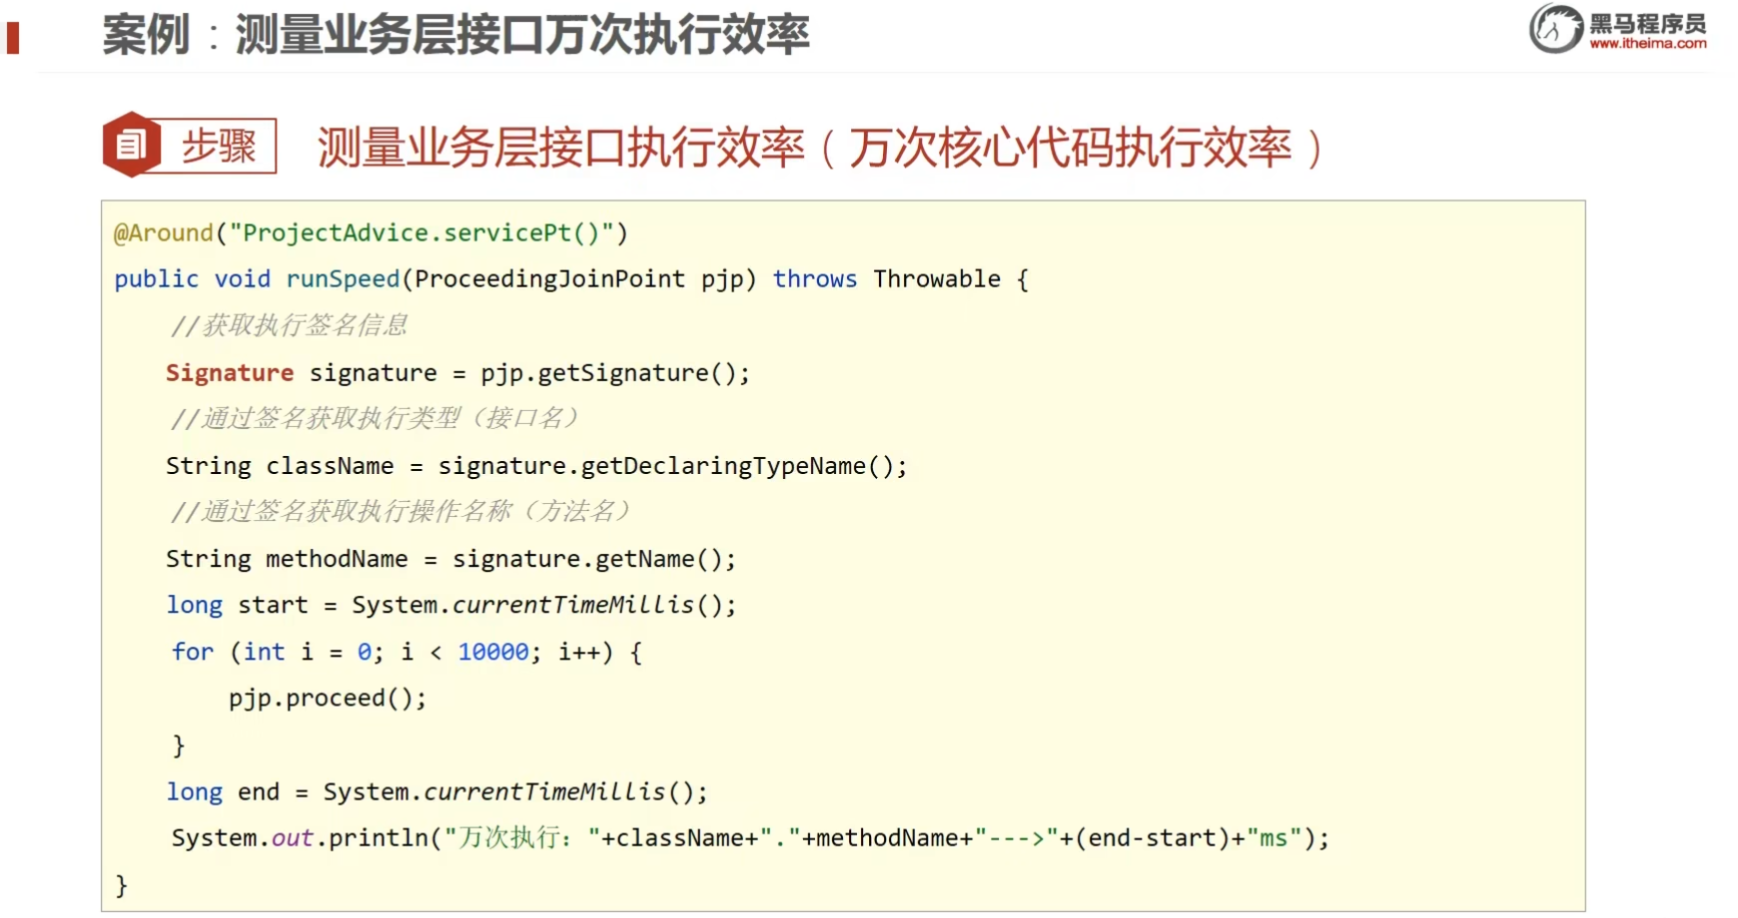 案例：测量业务层接口万次执行效率
黑马程序员
www.itheima.com
步骤
测量业务层接口执行效率（万次核心代码执行效率）
@Around("ProjectAdvice.servicePt()")
public void runSpeed(ProceedingJoinPoint pjp) throws Throwable {
//获取执行签名信息
Signature signature = pjp.getSignature();
//通过签名获取执行类型（接口名）
String className = signature.getDeclaringTypeName();
//通过签名获取执行操作名称（方法名）
String methodName = signature.getName();
long start = System.currentTimeMillis();
for (int i = 0; i < 10000; i++) {
pjp.proceed();
}
long end = System.currentTimeMillis();
System.out.println("万次执行："+className+"."+methodName+"--->"+(end-start)+"ms");
}